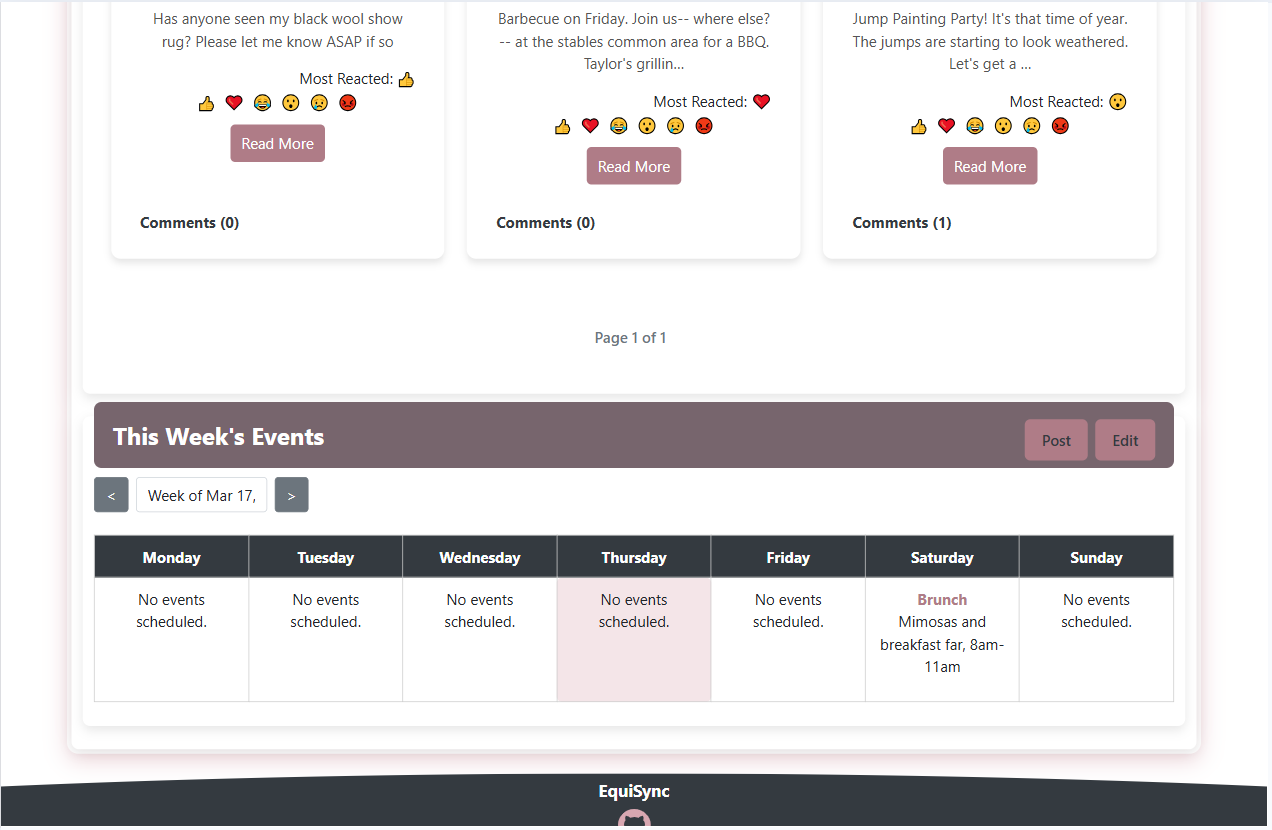 Has anyone seen my black wool show
rug? Please let me know ASAP if so
Most Reacted: 👍
👍 ❤️ 😂 😮 😢 😡
Read More
Comments (0)
Barbecue on Friday. Join us-- where else?
-- at the stables common area for a BBQ.
Taylor's grillin...
Most Reacted: ❤️
👍 ❤️ 😂 😮 😢 😡
Read More
Comments (0)
Jump Painting Party! It's that time of year.
The jumps are starting to look weathered.
Let's get a ...
Most Reacted: 😮
👍 ❤️ 😂 😮 😢 😡
Read More
Comments (1)
Page 1 of 1
This Week's Events
Post Edit
< Week of Mar 17, >
Monday Tuesday Wednesday Thursday Friday Saturday Sunday
No events
scheduled.
No events
scheduled.
No events
scheduled.
No events
scheduled.
No events
scheduled.
Brunch
Mimosas and
breakfast far, 8am-
11am
No events
scheduled.
EquiSync